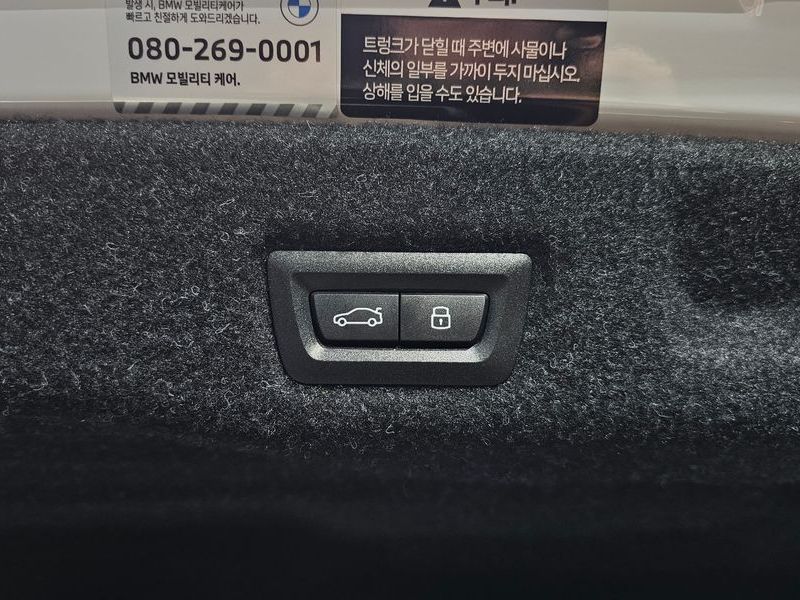 발생 시, BMW 모빌리티케어가
빠르고 친절하게 도와드리겠습니다.
080-269-0001
BMW 모빌리티 케어.
트렁크가 닫힐 때 주변에 사물이나
신체의 일부를 가까이 두지 마십시오.
상해를 입을 수도 있습니다.